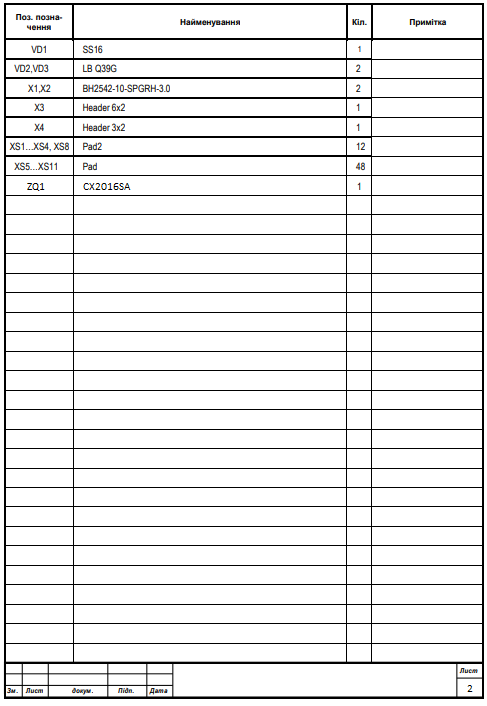 Поз. позна-
чення Найменування Кіл. Примітка
VD1 SS16 1
VD2,VD3 LB Q39G 2
X1,X2 BH2542-10-SPGRH-3.0 2
X3 Header 6x2 1
X4 Header 3x2 1
XS1...XS4, XS8 Pad2 12
XS5...XS11 Pad 48
ZQ1 CX2016SA 1
Лист
Зм. Лист докум. Підп. Дата 2